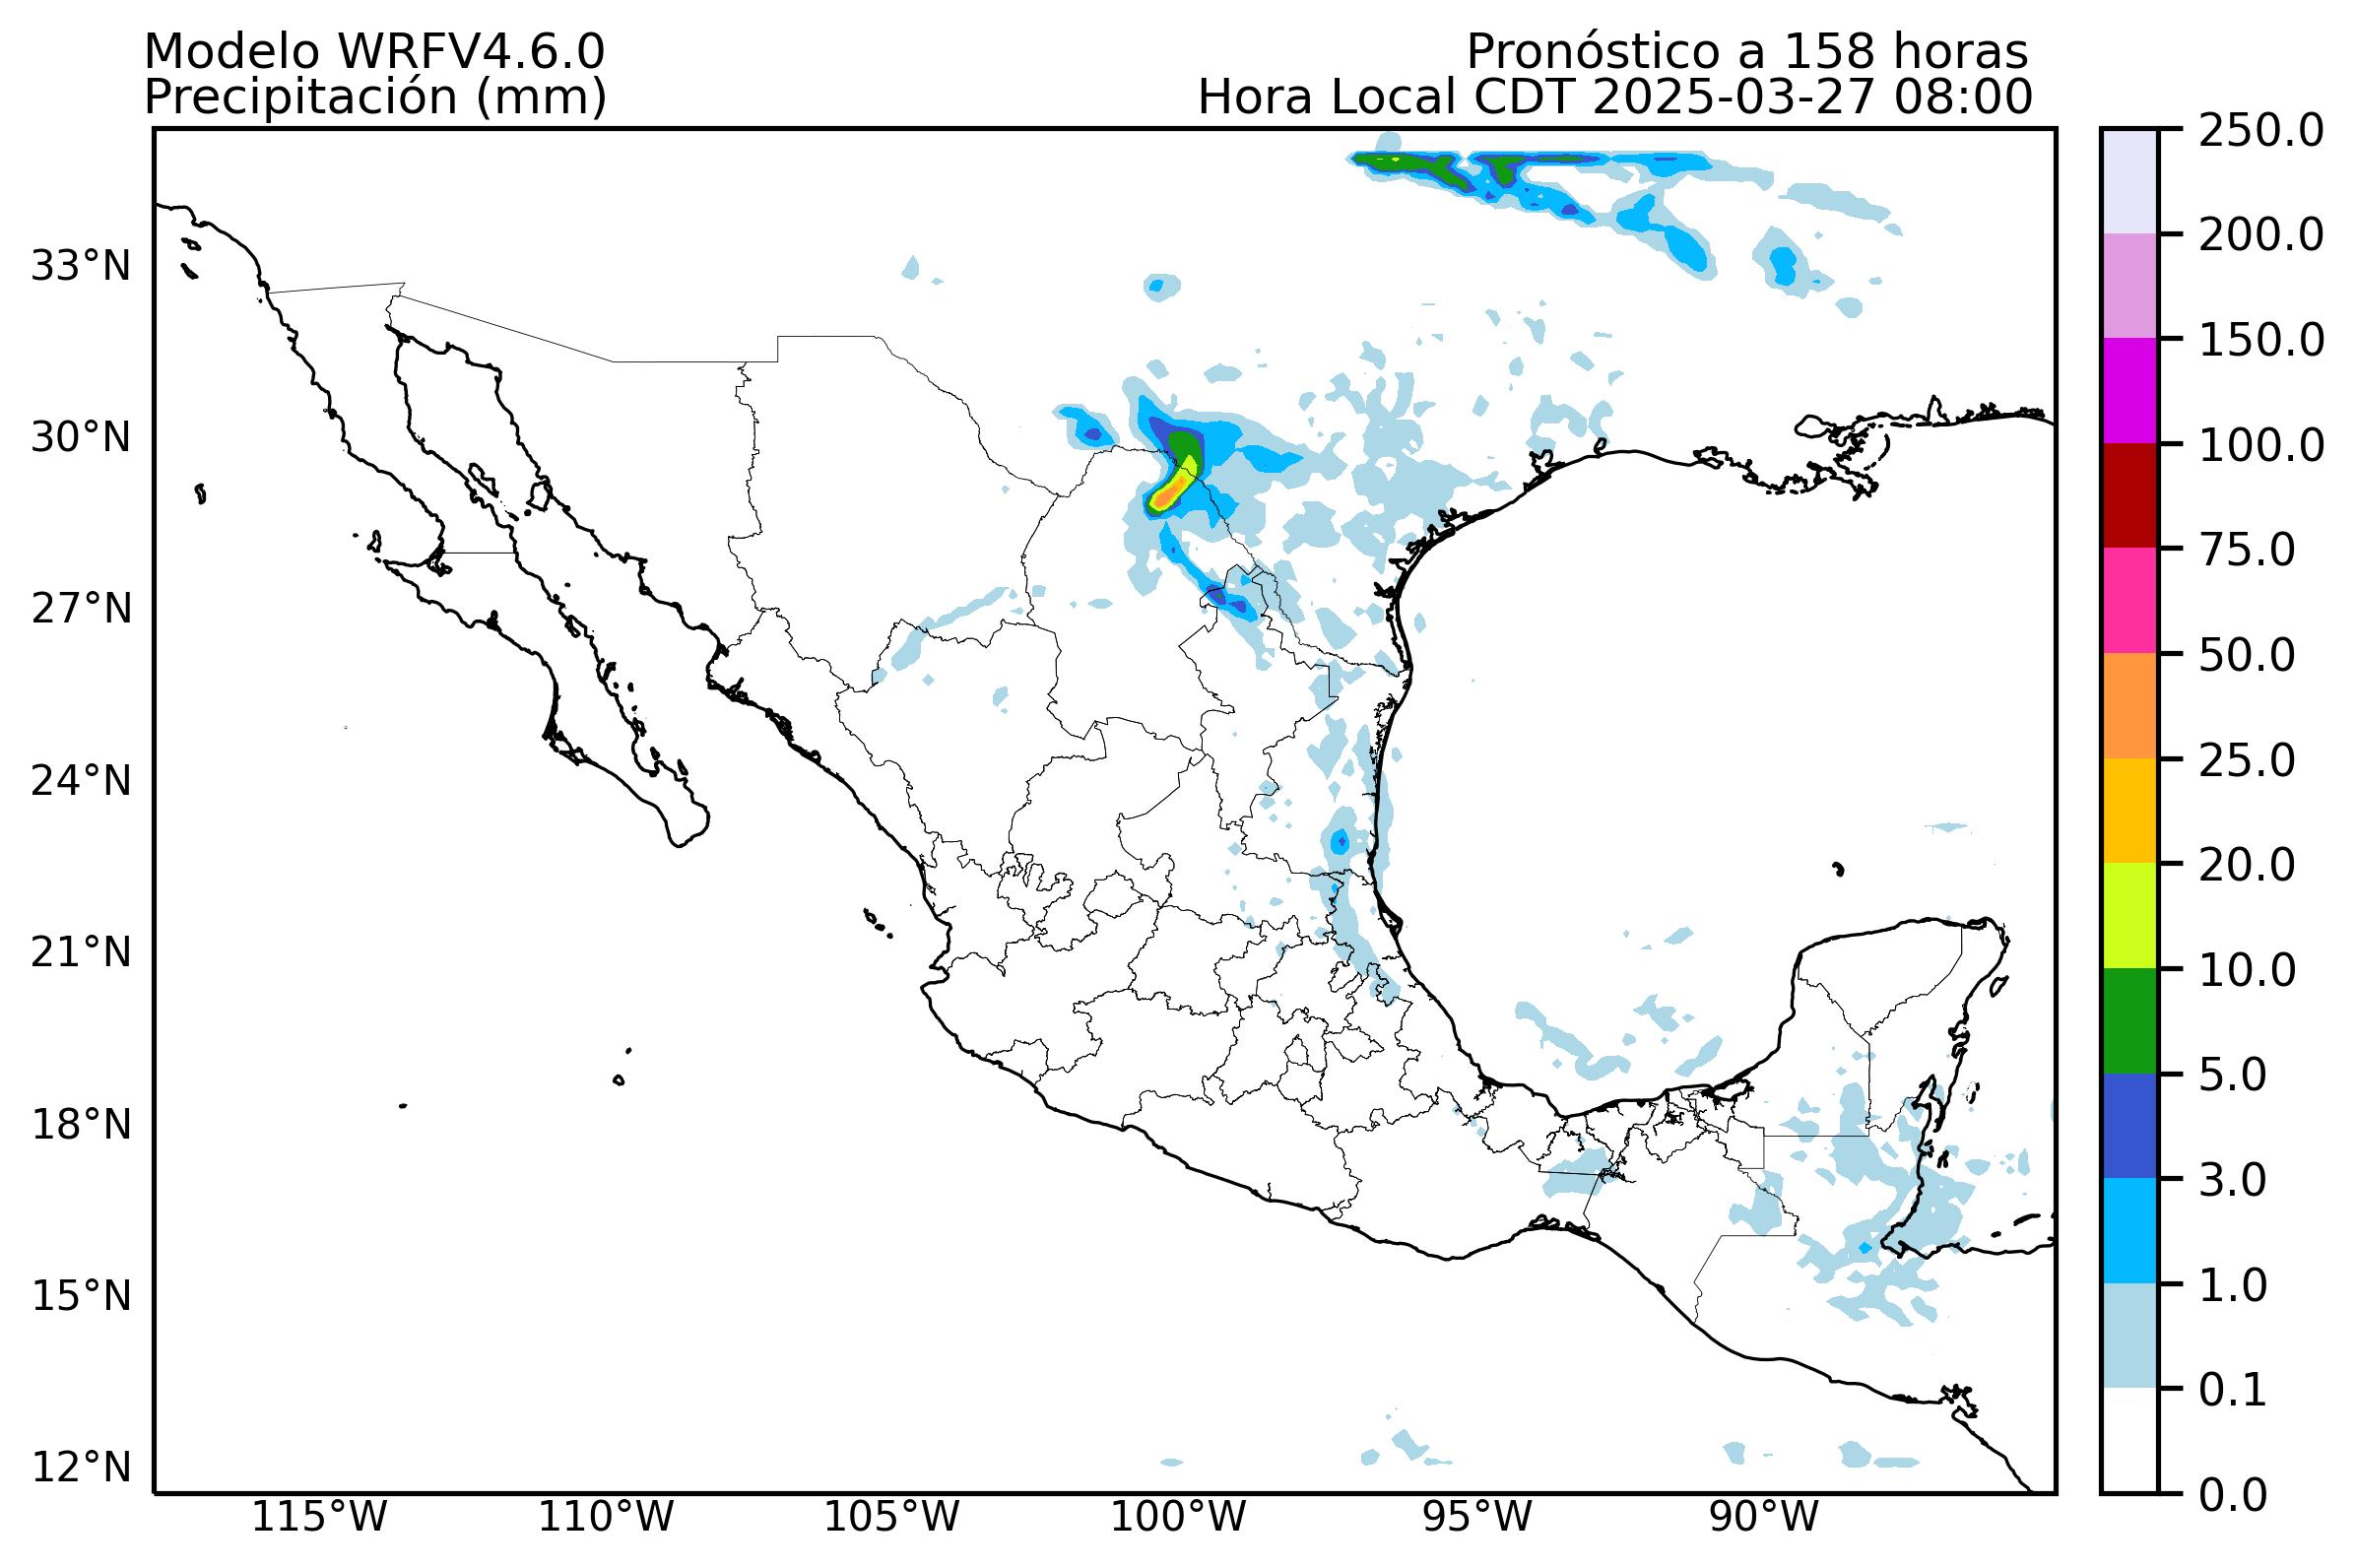 Modelo WRFV4.6.0
Pronóstico a 158 horas
Precipitación (mm)
Hora Local CDT 2025-03-27 08:00
33°N
30°N
27°N
24°N
21°N
18°N
15°N
12°N
115°W
110°W
105°W
100°W
95°W
90°W
250.0
200.0
150.0
100.0
75.0
50.0
25.0
20.0
10.0
5.0
3.0
1.0
0.1
0.0